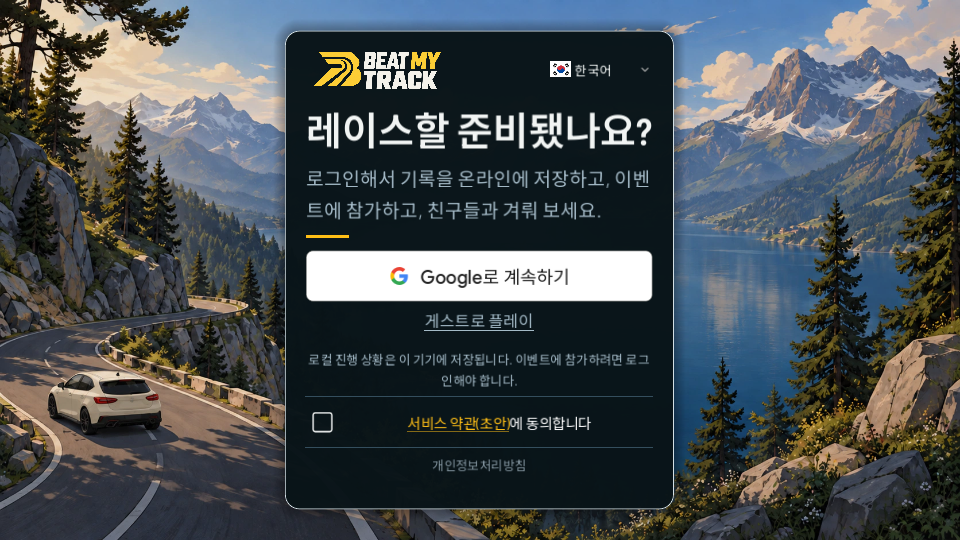 BEAT MY
TRACK
한국어
레이스할 준비됐나요?
로그인해서 기록을 온라인에 저장하고, 이벤
트에 참가하고, 친구들과 겨뤄 보세요.
Google로 계속하기
게스트로 플레이
로컬 진행 상황은 이 기기에 저장됩니다. 이벤트에 참가하려면 로그
인해야 합니다.
서비스 약관(초안)에 동의합니다
개인정보처리방침